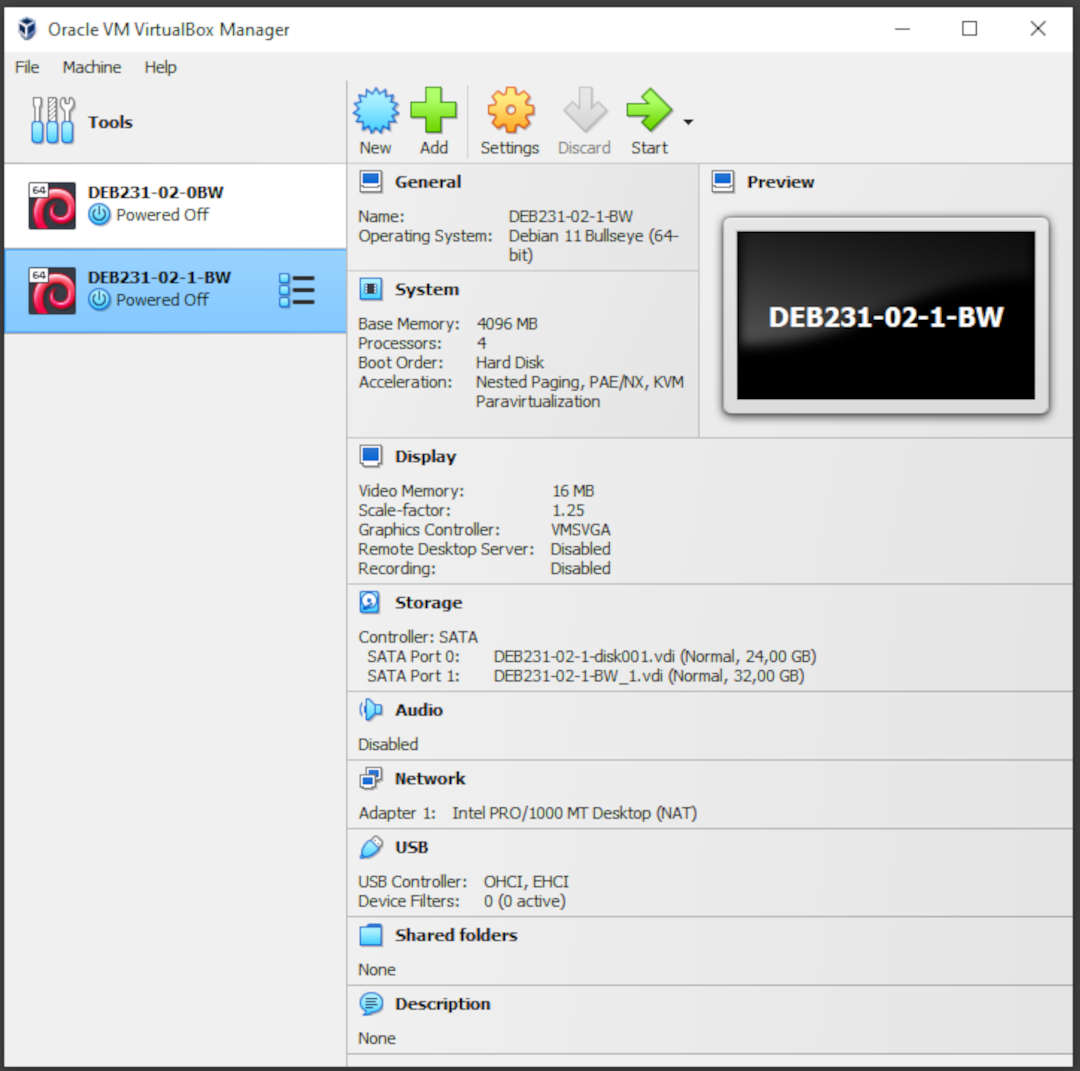 Oracle VM VirtualBox Manager
File Machine Help
Tools
New Add Settings Discard Start
64
DEB231-02-0BW
Powered Off
64
DEB231-02-1-BW
Powered Off
General
Name: DEB231-02-1-BW
Operating System: Debian 11 Bullseye (64-
bit)
Preview
DEB231-02-1-BW
System
Base Memory: 4096 MB
Processors: 4
Boot Order: Hard Disk
Acceleration: Nested Paging, PAE/NX, KVM
Paravirtualization
Display
Video Memory: 16 MB
Scale-factor: 1.25
Graphics Controller: VMSVGA
Remote Desktop Server: Disabled
Recording: Disabled
Storage
Controller: SATA
SATA Port 0: DEB231-02-1-disk001.vdi (Normal, 24,00 GB)
SATA Port 1: DEB231-02-1-BW_1.vdi (Normal, 32,00 GB)
Audio
Disabled
Network
Adapter 1: Intel PRO/1000 MT Desktop (NAT)
USB
USB Controller: OHCI, EHCI
Device Filters: 0 (0 active)
Shared folders
None
Description
None